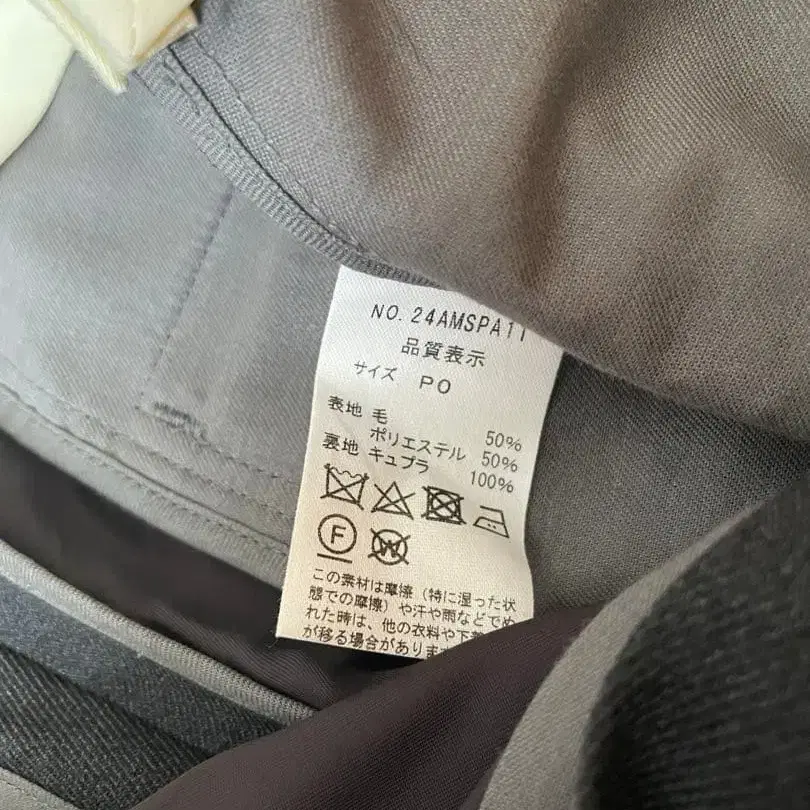 NO. 24AMSPA11
品質表示
サイズ PO
表地 毛 50%
ポリエステル 50%
裏地 キュプラ 100%
F
W
この素材は摩擦（特に湿った状
態での摩擦）や汗や雨などでぬ
れた時は、他の衣料や下着
が移る場合があります